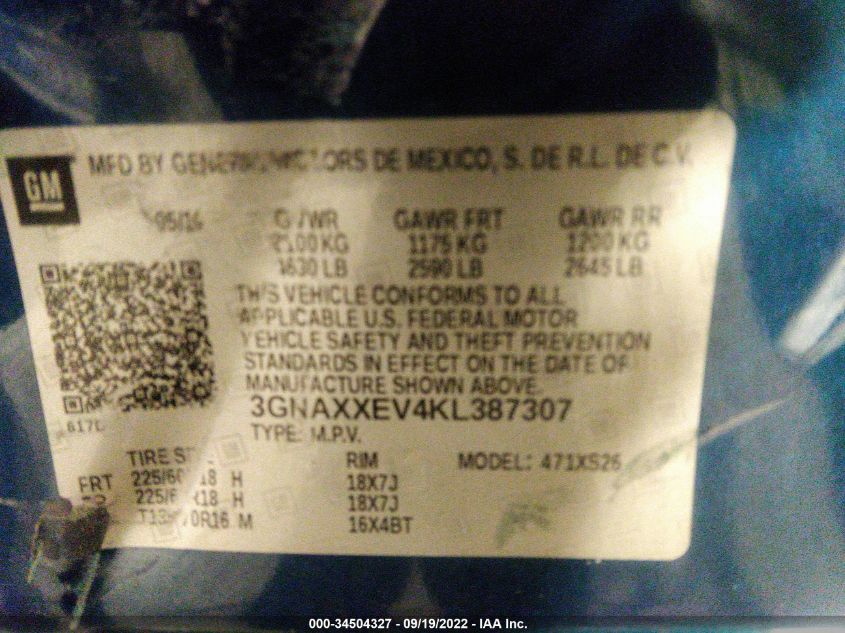 GM
MFD BY DE MEXICO, S. DE R.L. DE C.V.
GAWR FRT GAWR RR
1175 KG 1200 KG
2590 LB 2645 LB
THIS VEHICLE CONFORMS TO ALL
APPLICABLE U.S. FEDERAL MOTOR
VEHICLE SAFETY AND THEFT PREVENTION
STANDARDS IN EFFECT ON THE DATE OF
MANUFACTURE SHOWN ABOVE.
3GNAXXEV4KL387307
TYPE: M.P.V.
TIRE RIM MODEL: 471XS26
FRT H 18X7J
H 18X7J
M 16X4BT
000-34504327 - 09/19/2022 - IAA Inc.